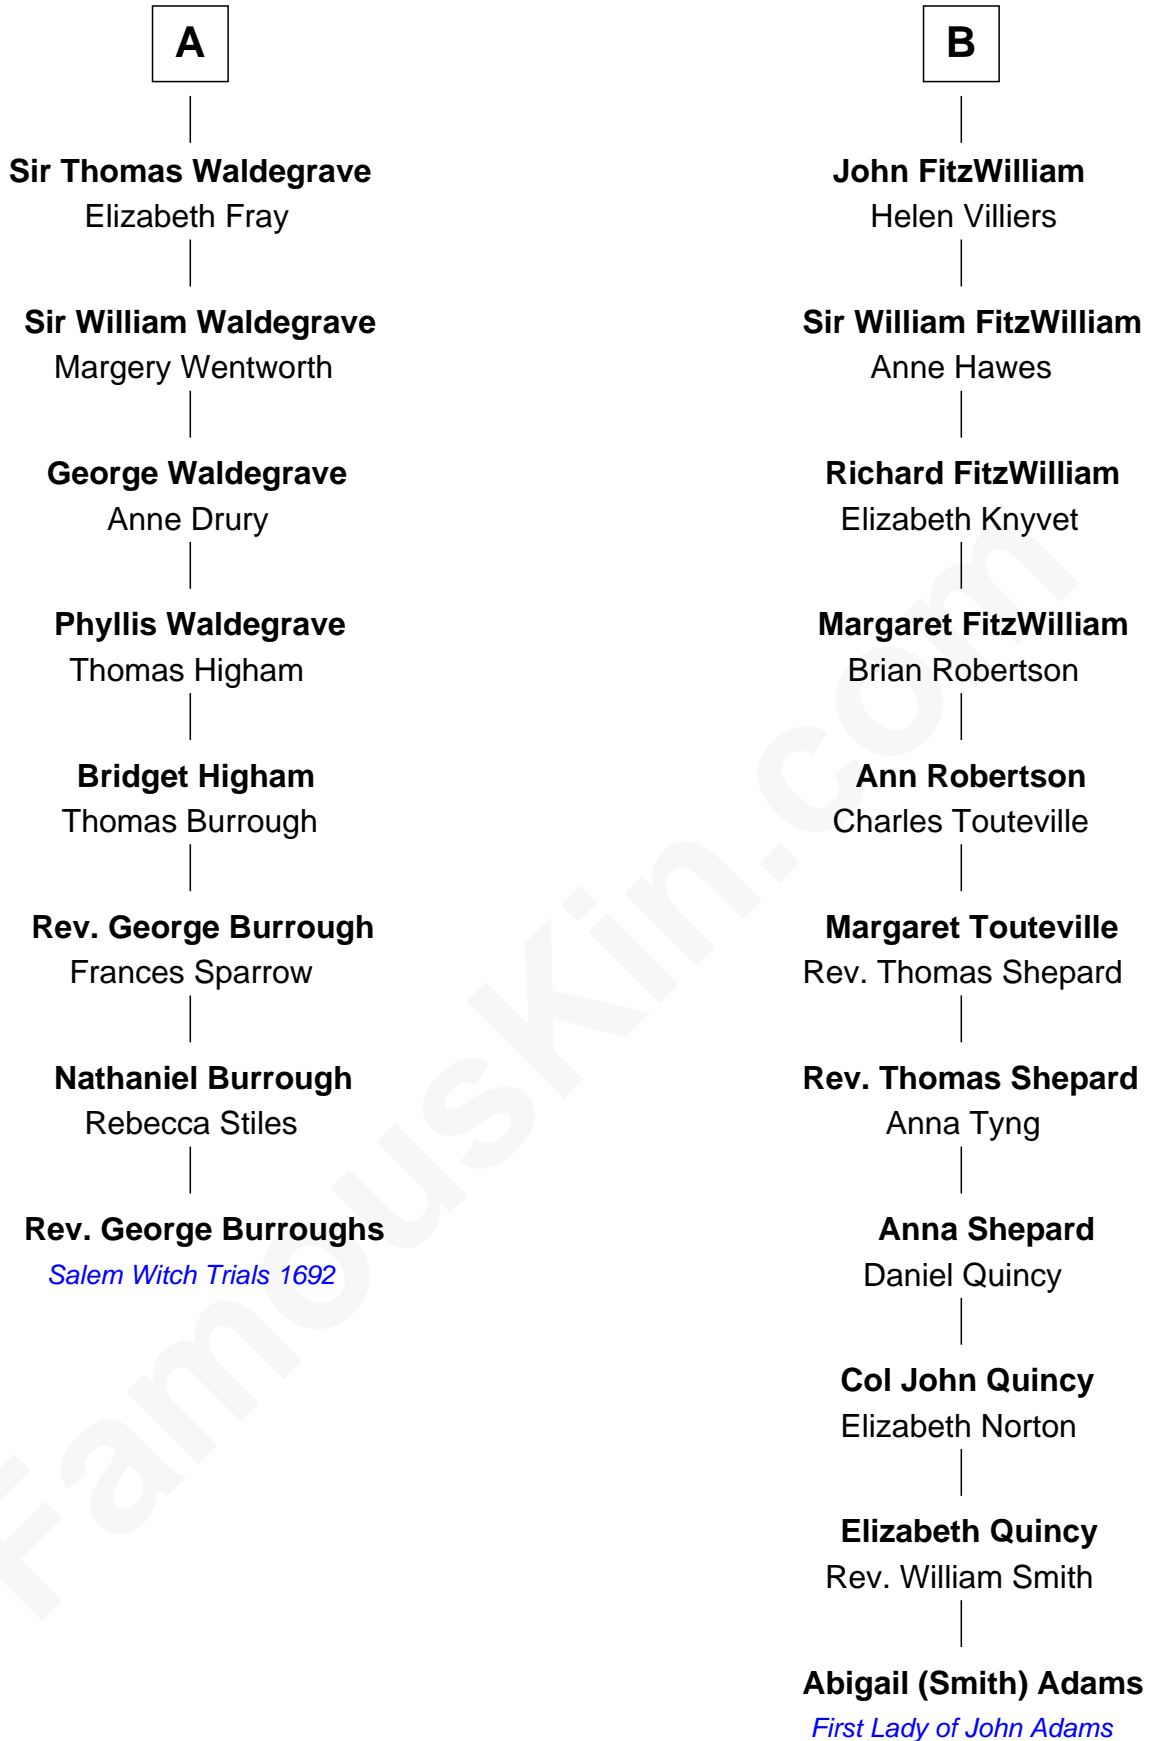 A
Sir Thomas Waldegrave
Elizabeth Fray
Sir William Waldegrave
Margery Wentworth
George Waldegrave
Anne Drury
Phyllis Waldegrave
Thomas Higham
Bridget Higham
Thomas Burrough
Rev. George Burrough
Frances Sparrow
Nathaniel Burrough
Rebecca Stiles
Rev. George Burroughs
Salem Witch Trials 1692
B
John FitzWilliam
Helen Villiers
Sir William FitzWilliam
Anne Hawes
Richard FitzWilliam
Elizabeth Knyvet
Margaret FitzWilliam
Brian Robertson
Ann Robertson
Charles Touteville
Margaret Touteville
Rev. Thomas Shepard
Rev. Thomas Shepard
Anna Tyng
Anna Shepard
Daniel Quincy
Col John Quincy
Elizabeth Norton
Elizabeth Quincy
Rev. William Smith
Abigail (Smith) Adams
First Lady of John Adams
FamousKin.com